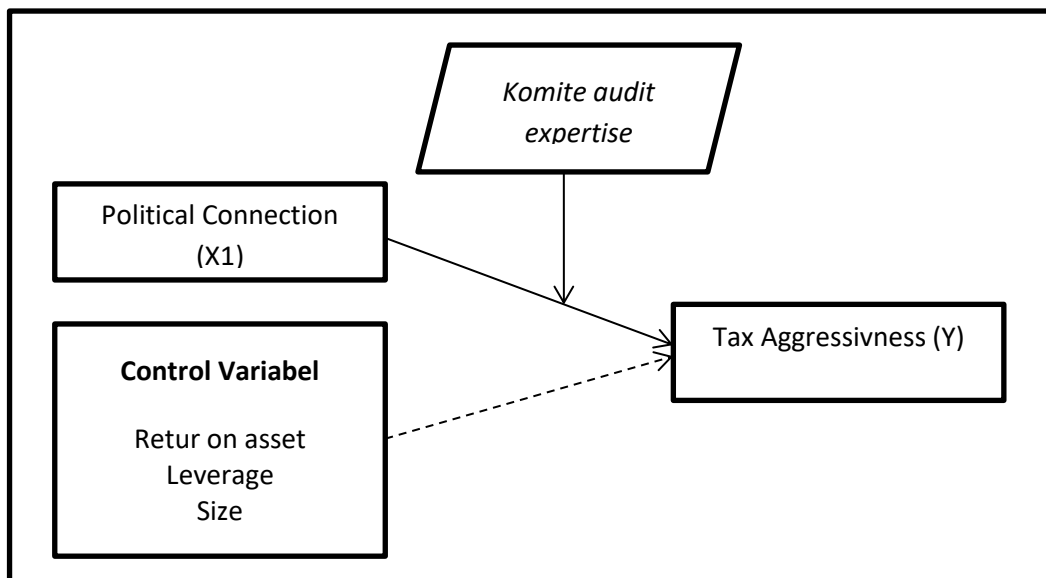 Komite audit
expertise
Political Connection
(X1)
Tax Aggressivness (Y)
Control Variabel
Retur on asset
Leverage
Size